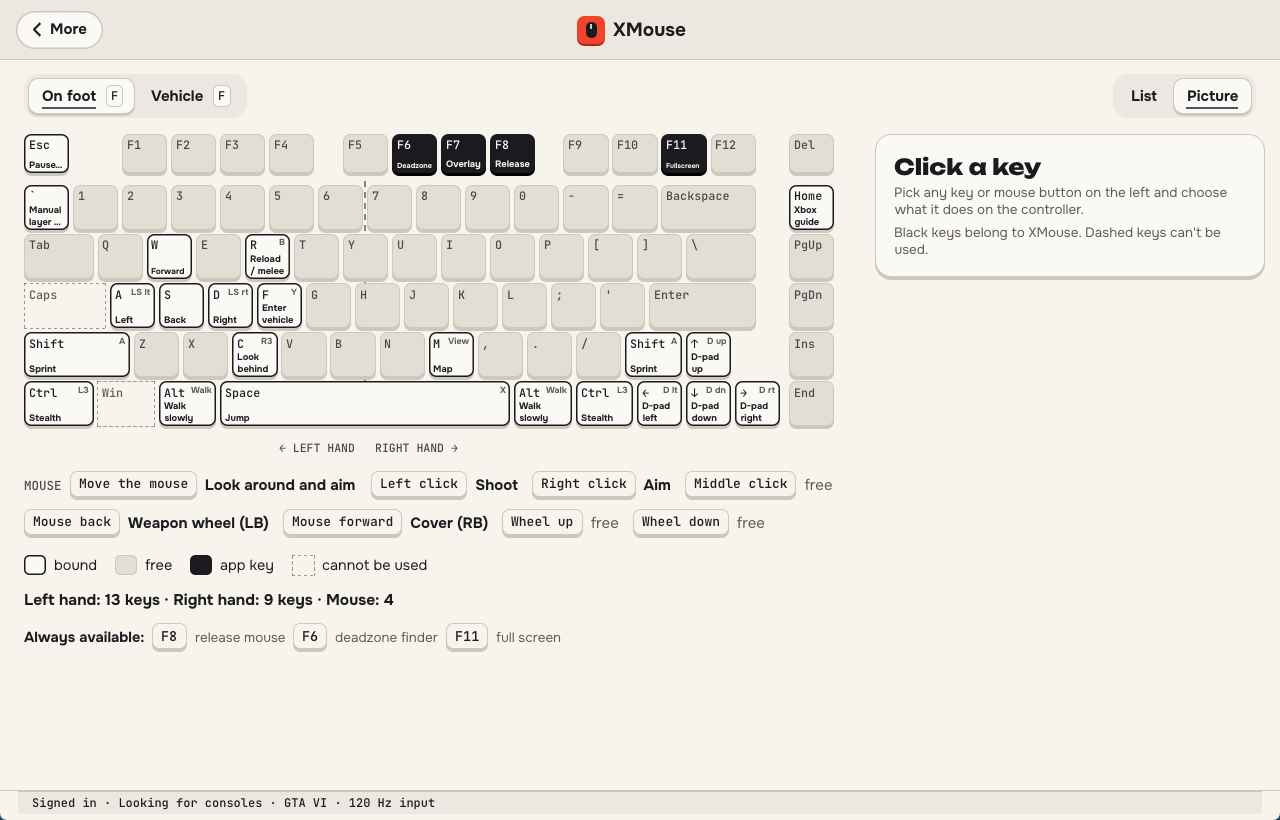 More
XMouse
On foot F Vehicle F
List Picture
Esc F1 F2 F3 F4 F5 F6 F7 F8 F9 F10 F11 F12 Del
Pause... Deadzone Overlay Release Fullscreen
` 1 2 3 4 5 6 7 8 9 0 - = Backspace Home
Manual layer ... Xbox guide
Tab Q W E R B T Y U I O P [ ] \ PgUp
Forward Reload / melee
Caps A LS lt S D LS rt F Y G H J K L ; ' Enter PgDn
Left Back Right Enter vehicle
Shift A Z X C R3 V B N M View , . / Shift A ↑ D up Ins
Sprint Look behind Map Sprint D-pad up
Ctrl L3 Win Alt Walk Space X Alt Walk Ctrl L3 ← D lt ↓ D dn → D rt End
Stealth Walk slowly Jump Walk slowly Stealth D-pad left D-pad down D-pad right
← LEFT HAND RIGHT HAND →
Click a key
Pick any key or mouse button on the left and choose
what it does on the controller.
Black keys belong to XMouse. Dashed keys can't be
used.
MOUSE Move the mouse Look around and aim Left click Shoot Right click Aim Middle click free
Mouse back Weapon wheel (LB) Mouse forward Cover (RB) Wheel up free Wheel down free
bound free app key cannot be used
Left hand: 13 keys · Right hand: 9 keys · Mouse: 4
Always available: F8 release mouse F6 deadzone finder F11 full screen
Signed in · Looking for consoles · GTA VI · 120 Hz input